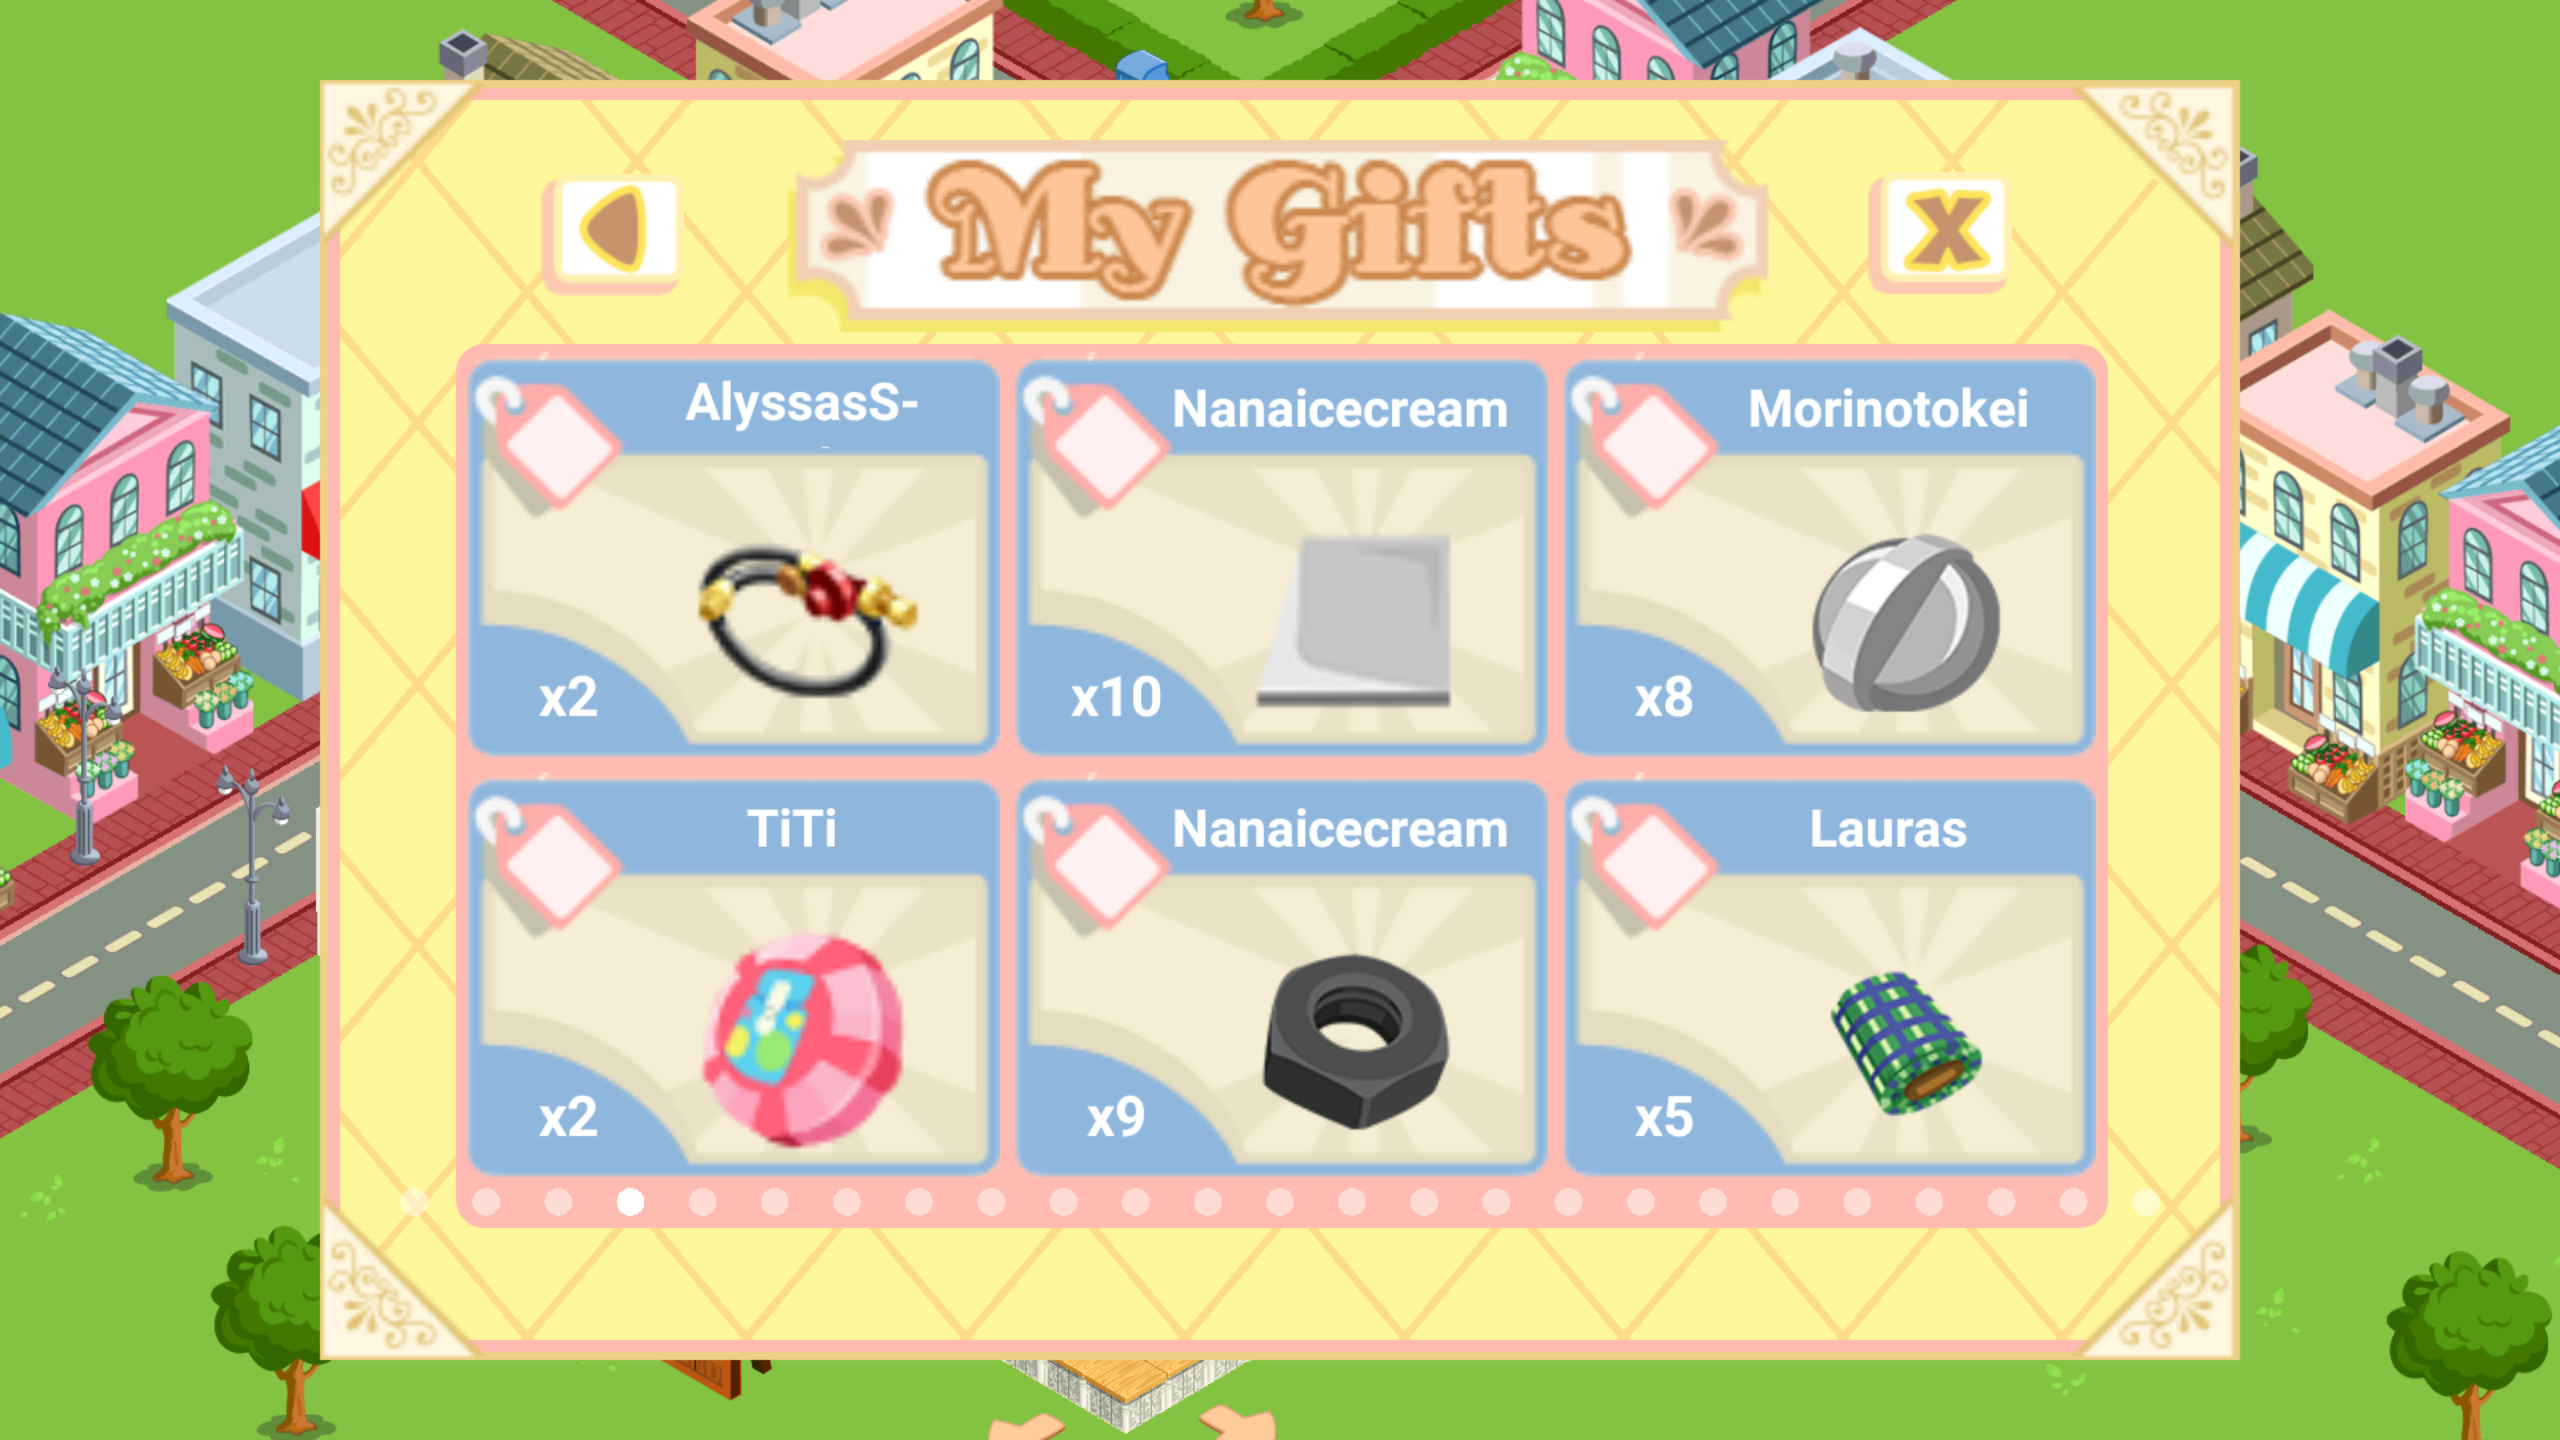 My Gifts
X
AlyssasS-
Nanaicecream
Morinotokei
x2
x10
x8
TiTi
Nanaicecream
Lauras
x2
x9
x5